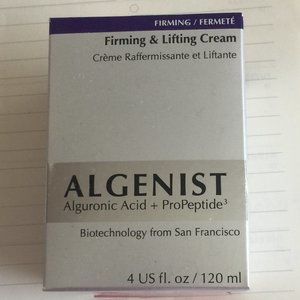 FIRMING / FERMETÉ
Firming & Lifting Cream
Crème Raffermissante et Liftante
ALGENIST
Alguronic Acid + ProPeptide³
Biotechnology from San Francisco
4 US fl. oz / 120 ml